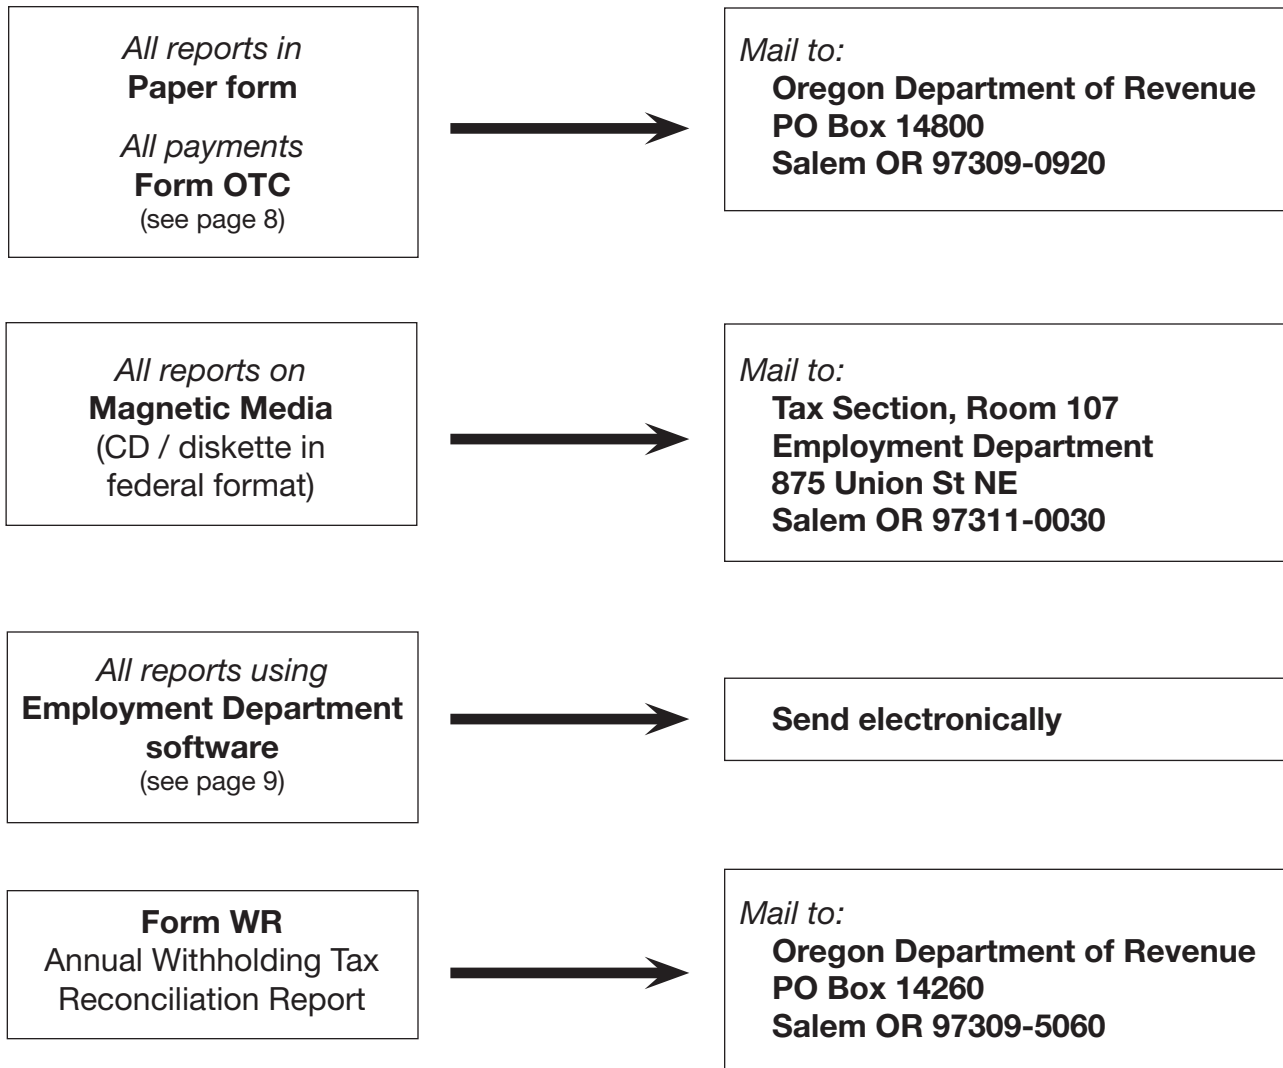 All reports in
Paper form
All payments
Form OTC
(see page 8)
Mail to:
Oregon Department of Revenue
PO Box 14800
Salem OR 97309-0920
All reports on
Magnetic Media
(CD / diskette in
federal format)
Mail to:
Tax Section, Room 107
Employment Department
875 Union St NE
Salem OR 97311-0030
All reports using
Employment Department
software
(see page 9)
Send electronically
Form WR
Annual Withholding Tax
Reconciliation Report
Mail to:
Oregon Department of Revenue
PO Box 14260
Salem OR 97309-5060